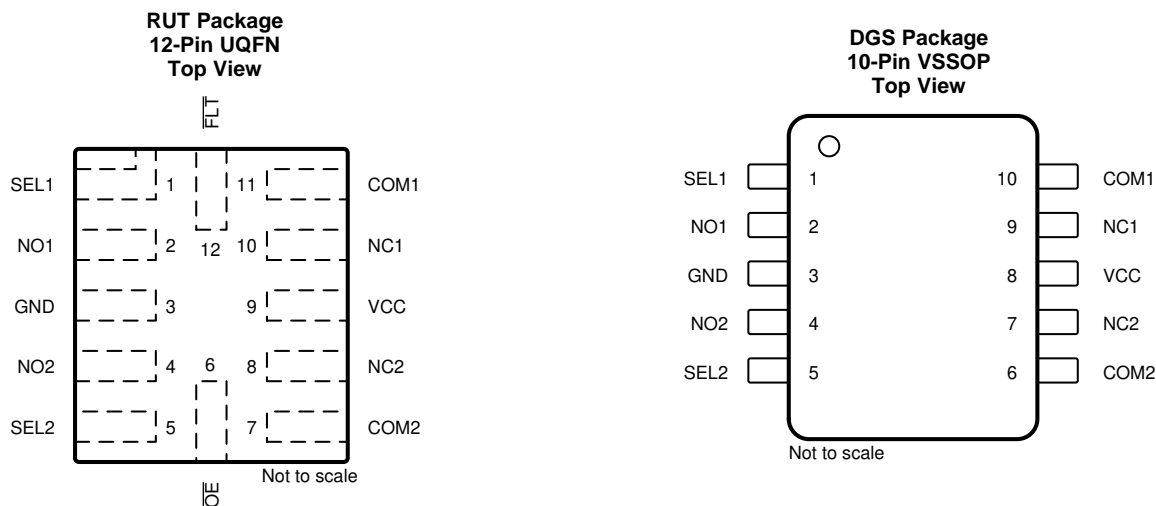 RUT Package
12-Pin UQFN
Top View
FLT
SEL1 1 11 COM1
NO1 2 12 10 NC1
GND 3 9 VCC
NO2 4 6 8 NC2
SEL2 5 7 COM2
Not to scale
OE
DGS Package
10-Pin VSSOP
Top View
SEL1 1 10 COM1
NO1 2 9 NC1
GND 3 8 VCC
NO2 4 7 NC2
SEL2 5 6 COM2
Not to scale